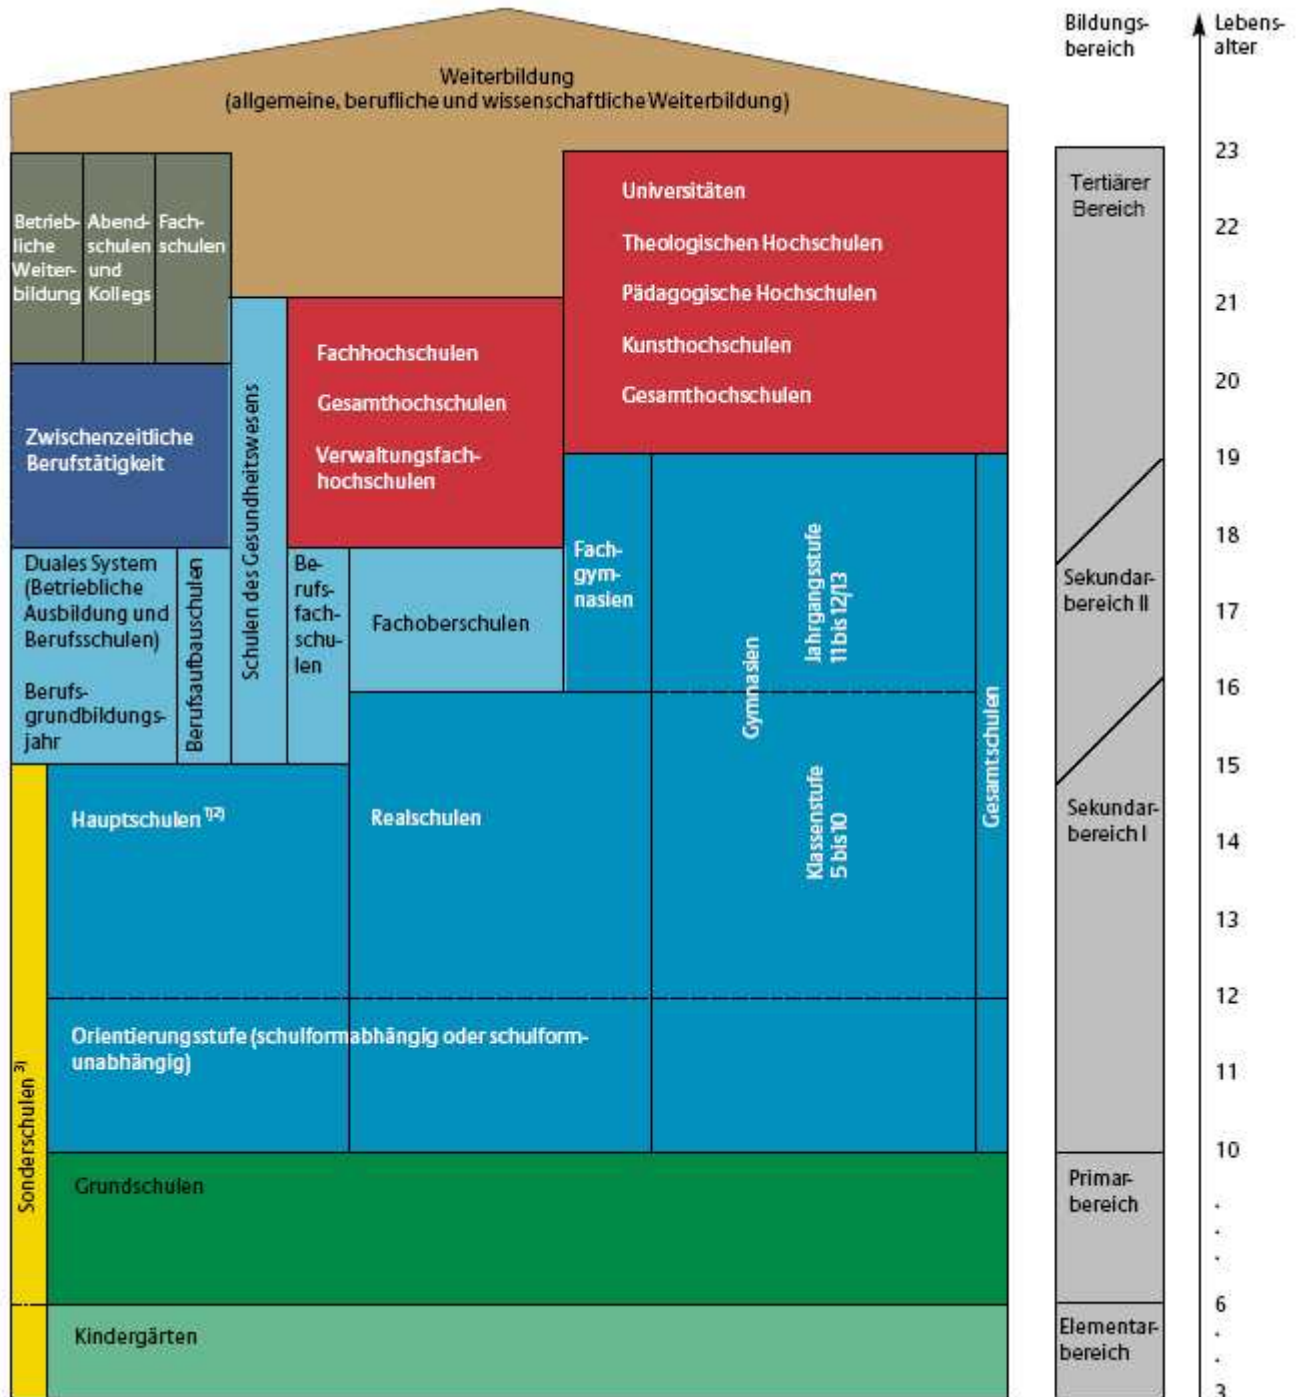 Bildungs-
bereich
Lebens-
alter
Weiterbildung
(allgemeine, berufliche und wissenschaftliche Weiterbildung)
Betrieb-
liche
Weiter-
bildung
Abend-
schulen
und
Kollegs
Fach-
schulen
Universitäten
Theologischen Hochschulen
Pädagogische Hochschulen
Kunsthochschulen
Gesamthochschulen
Fachhochschulen
Gesamthochschulen
Verwaltungsfach-
hochschulen
Zwischenzeitliche
Berufstätigkeit
Schulen des Gesundheitswesens
Duales System
(Betriebliche
Ausbildung und
Berufsschulen)
Berufs-
grundbildungs-
jahr
Berufsaufbauschulen
Be-
rufs-
fach-
schu-
len
Fachoberschulen
Fach-
gym-
nasien
Gymnasien
Jahrgangsstufe
11 bis 12/13
Klassenstufe
5 bis 10
Gesamtschulen
Hauptschulen 1)2)
Realschulen
Orientierungsstufe (schulformabhängig oder schulform-
unabhängig)
Sonderschulen 3)
Grundschulen
Kindergärten
Tertiärer
Bereich
Sekundar-
bereich II
Sekundar-
bereich I
Primar-
bereich
Elementar-
bereich
23
22
21
20
19
18
17
16
15
14
13
12
11
10
.
.
.
6
.
.
3